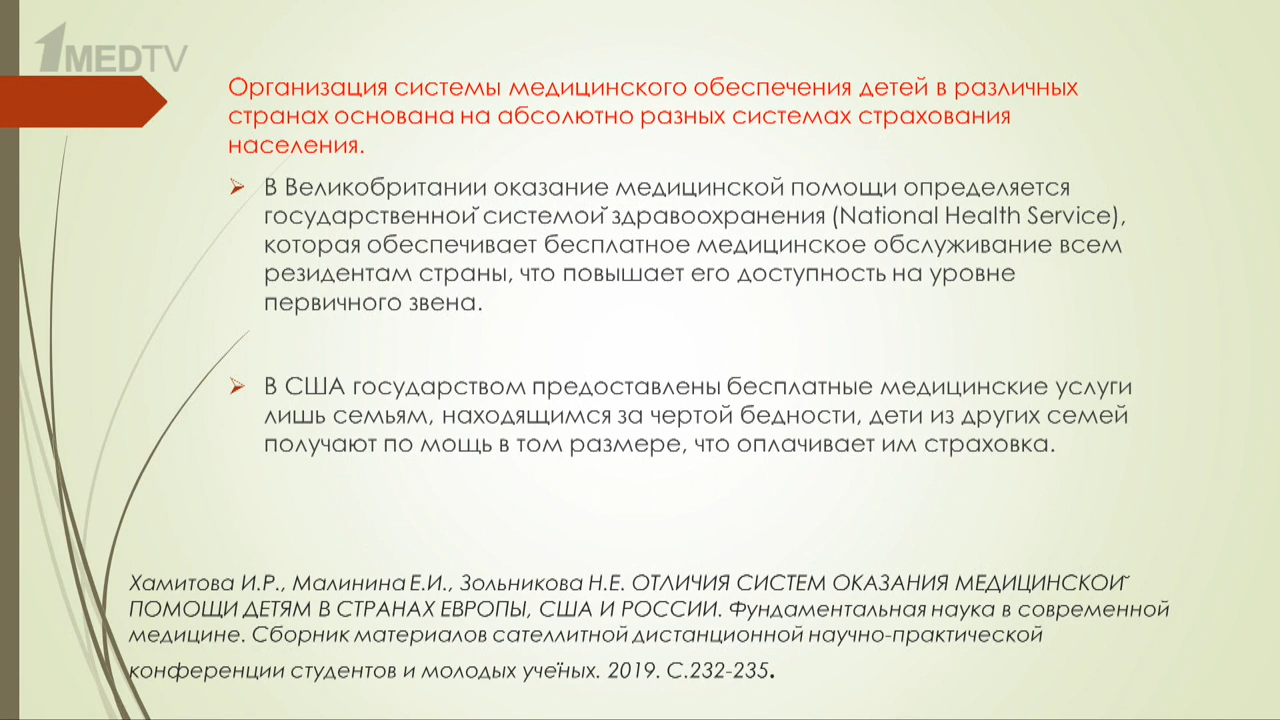 1MEDTV
Организация системы медицинского обеспечения детей в различных
странах основана на абсолютно разных системах страхования
населения.
В Великобритании оказание медицинской помощи определяется
государственной системой здравоохранения (National Health Service),
которая обеспечивает бесплатное медицинское обслуживание всем
резидентам страны, что повышает его доступность на уровне
первичного звена.
В США государством предоставлены бесплатные медицинские услуги
лишь семьям, находящимся за чертой бедности, дети из других семей
получают по мощь в том размере, что оплачивает им страховка.
Хамитова И.Р., Малинина Е.И., Зольникова Н.Е. ОТЛИЧИЯ СИСТЕМ ОКАЗАНИЯ МЕДИЦИНСКОЙ
ПОМОЩИ ДЕТЯМ В СТРАНАХ ЕВРОПЫ, США И РОССИИ. Фундаментальная наука в современной
медицине. Сборник материалов сателлитной дистанционной научно-практической
конференции студентов и молодых учёных. 2019. С.232-235.